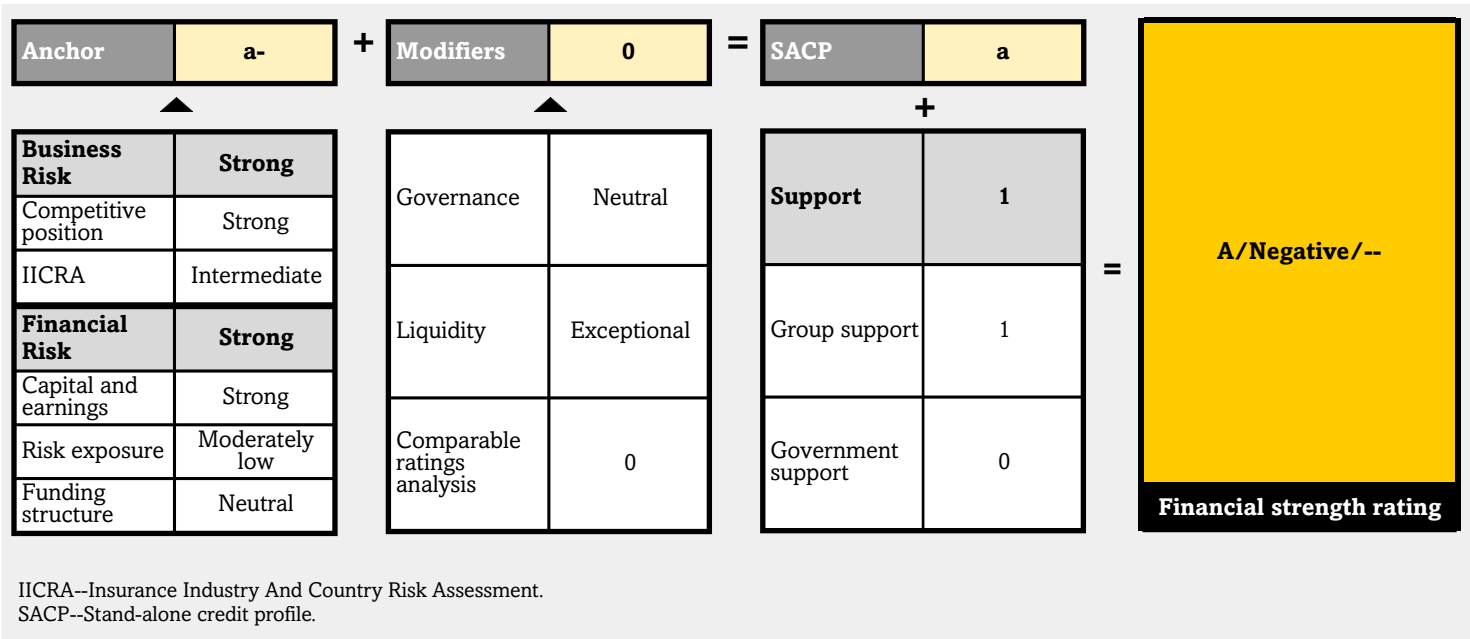 Anchor a- + Modifiers 0 = SACP a
+
Business
Risk
Strong
Competitive
position
Strong
IICRA Intermediate
Financial
Risk
Strong
Capital and
earnings
Strong
Risk exposure
Moderately
low
Funding
structure
Neutral
Governance Neutral
Liquidity Exceptional
Comparable
ratings
analysis
0
Support 1
Group support 1
Government
support
0
=
A/Negative/--
Financial strength rating
IICRA--Insurance Industry And Country Risk Assessment.
SACP--Stand-alone credit profile.